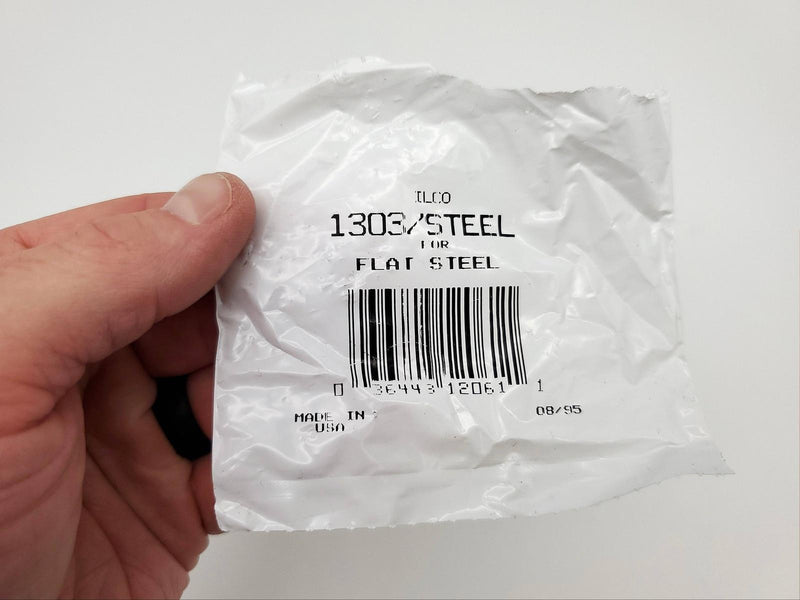 ILCO
1303/STEEL
FOR
FLAT STEEL
0 36443 12061 1
MADE IN
USA
08/95